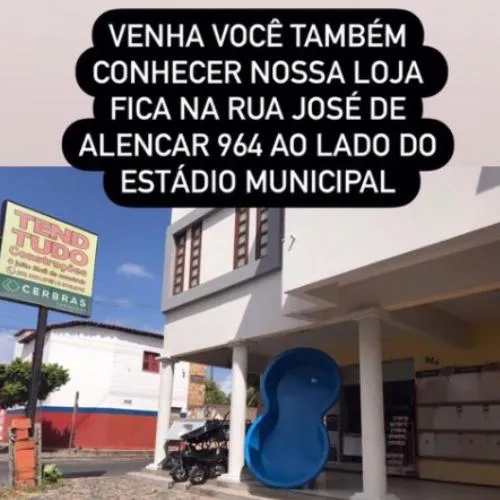 VENHA VOCÊ TAMBÉM
CONHECER NOSSA LOJA
FICA NA RUA JOSÉ DE
ALENCAR 964 AO LADO DO
ESTÁDIO MUNICIPAL
TEND
TUDO
construções
CERBRAS
964